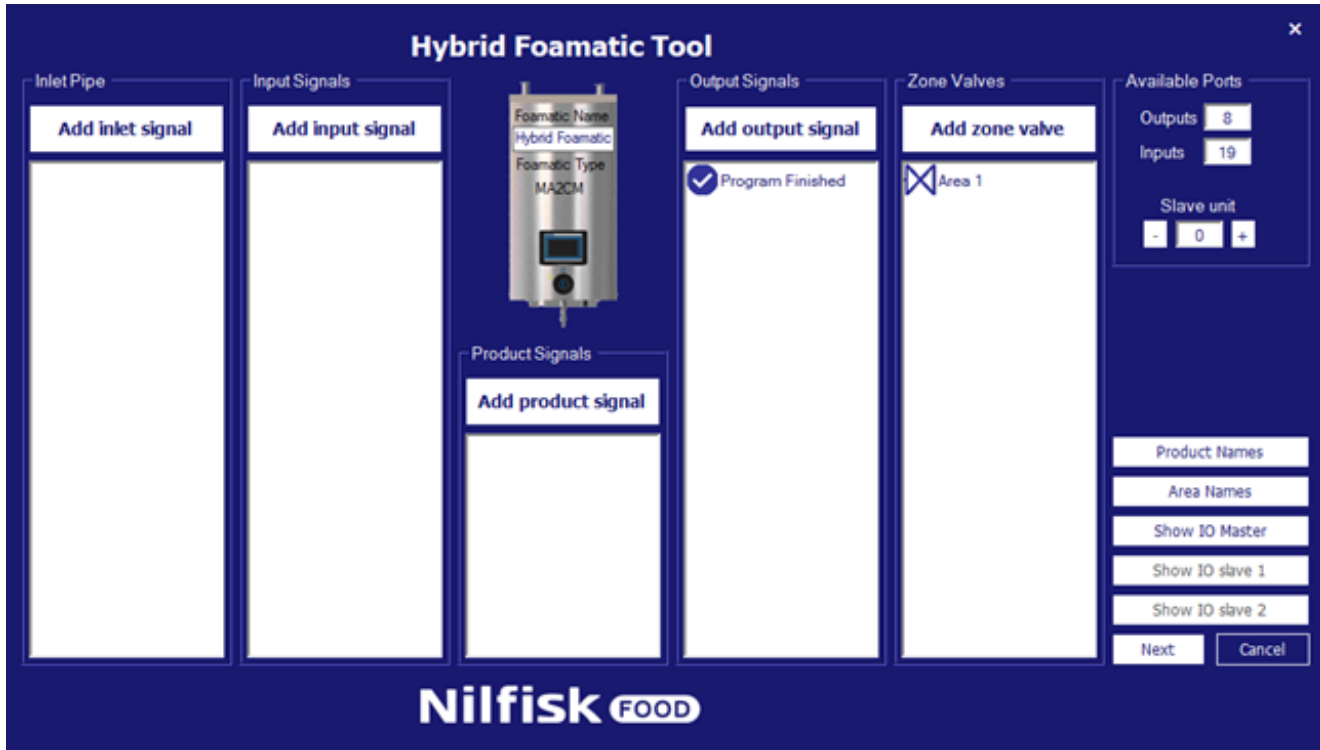 ×
Hybrid Foamatic Tool
Inlet Pipe
Add inlet signal
Input Signals
Add input signal
Foamatic Name
Hybrid Foamatic
Foamatic Type
MA2CM
Product Signals
Add product signal
Output Signals
Add output signal
Program Finished
Zone Valves
Add zone valve
Area 1
Available Ports
Outputs 8
Inputs 19
Slave unit
- 0 +
Product Names
Area Names
Show IO Master
Show IO slave 1
Show IO slave 2
Next Cancel
Nilfisk FOOD